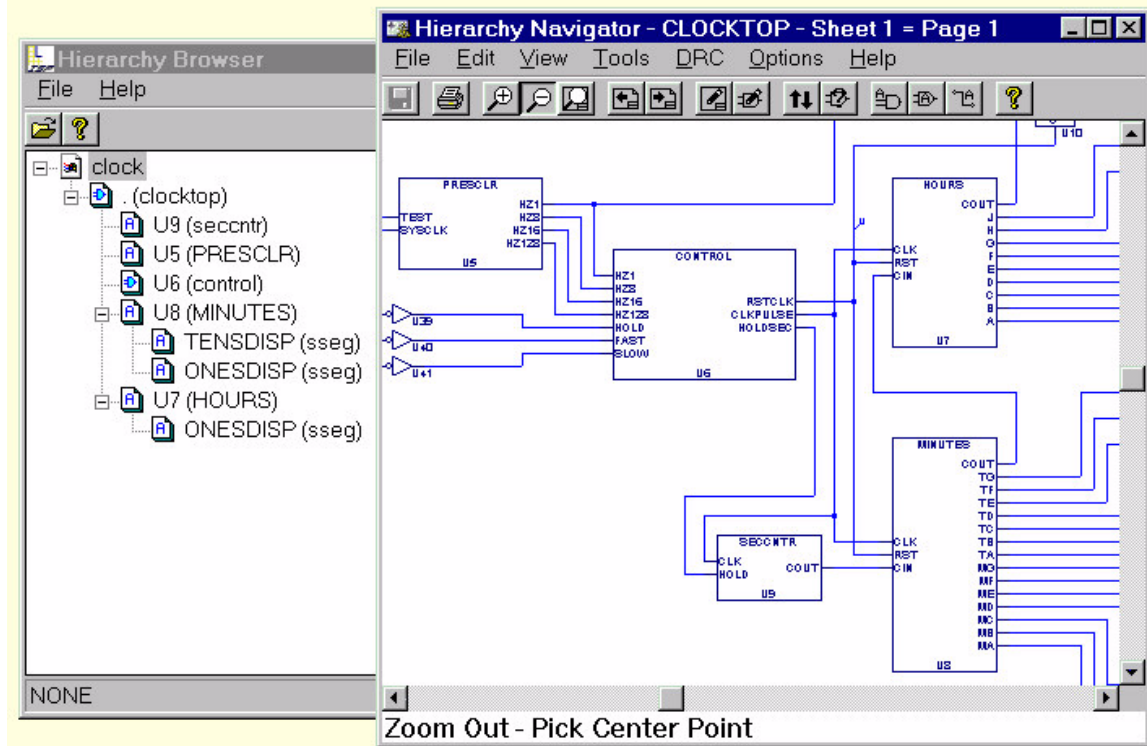 Hierarchy Browser
File Help
clock
. (clocktop)
U9 (seccntr)
U5 (PRESCLR)
U6 (control)
U8 (MINUTES)
TENSDISP (sseg)
ONESDISP (sseg)
U7 (HOURS)
ONESDISP (sseg)
NONE
Hierarchy Navigator - CLOCKTOP - Sheet 1 = Page 1
File Edit View Tools DRC Options Help
U10
PRESCLR
HZ1
TEST HZ8
SYSCLK HZ16
HZ128
U5
CONTROL
HZ1
HZ8
HZ16 RSTCLK
HZ128 CLKPULSE
HOLD HOLDSEC
FAST
SLOW
U6
U39
U40
U41
HOURS
COUT
J
H
CLK G
RST F
CIN E
D
C
B
A
U7
MINUTES
COUT
TG
TF
TE
TD
TC
CLK TB
RST TA
CIN MG
MF
ME
MD
MC
MB
MA
U8
SECCNTR
CLK
HOLD COUT
U9
Zoom Out - Pick Center Point